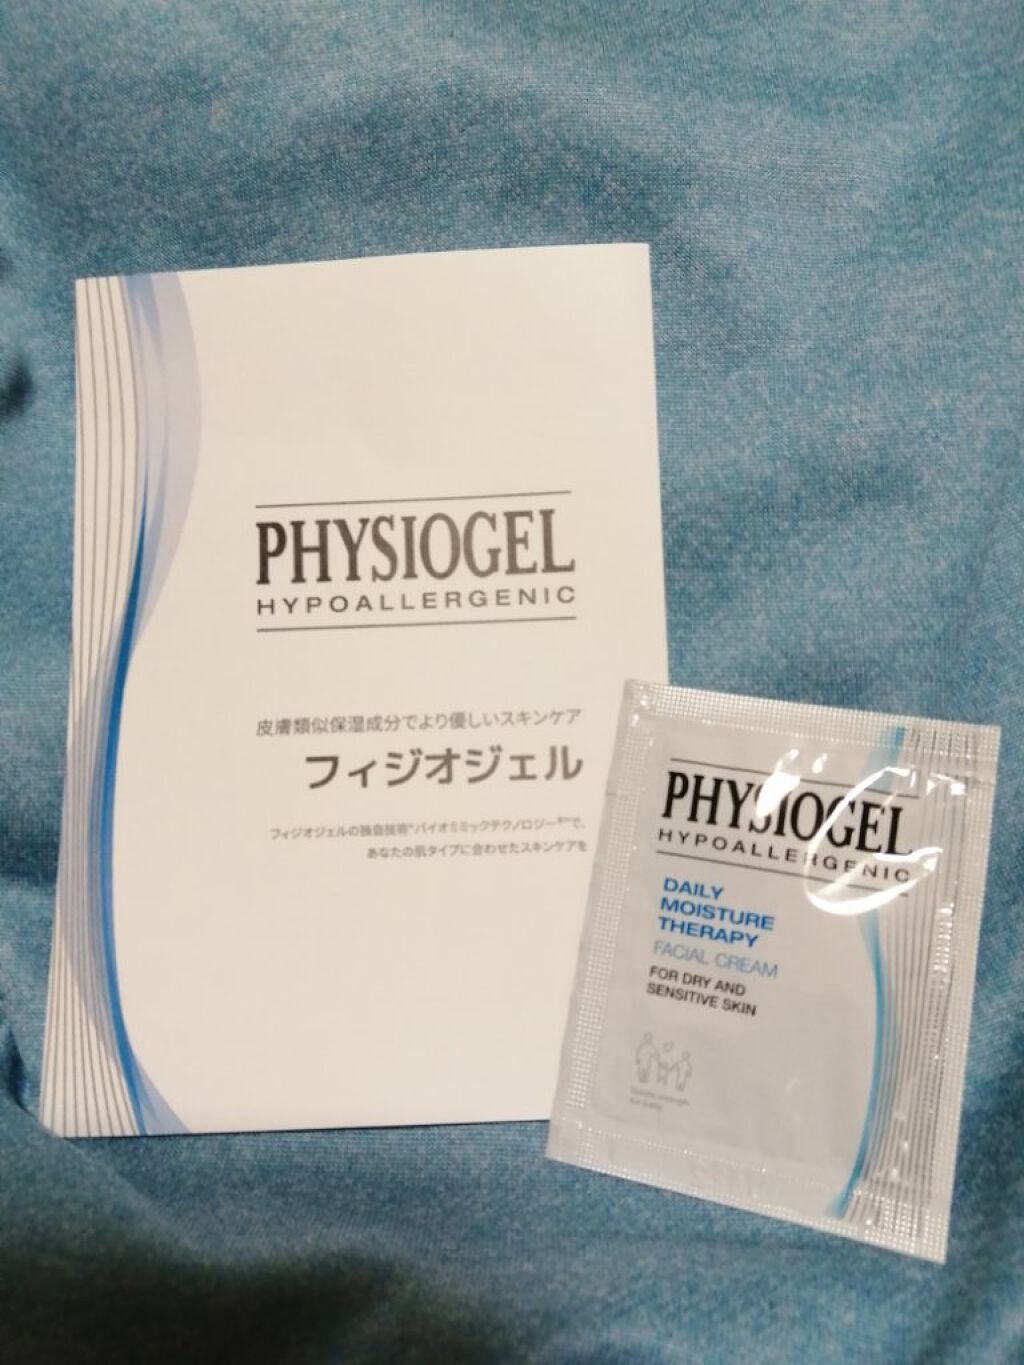 PHYSIOGEL
HYPOALLERGENIC
皮膚類似保湿成分でより優しいスキンケア
フィジオジェル
フィジオジェルの独自技術"バイオミミックテクノロジー®"で、
あなたの肌タイプに合わせたスキンケアを
PHYSIOGEL
HYPOALLERGENIC
DAILY
MOISTURE
THERAPY
FACIAL CREAM
FOR DRY AND
SENSITIVE SKIN
Gentle enough
for baby